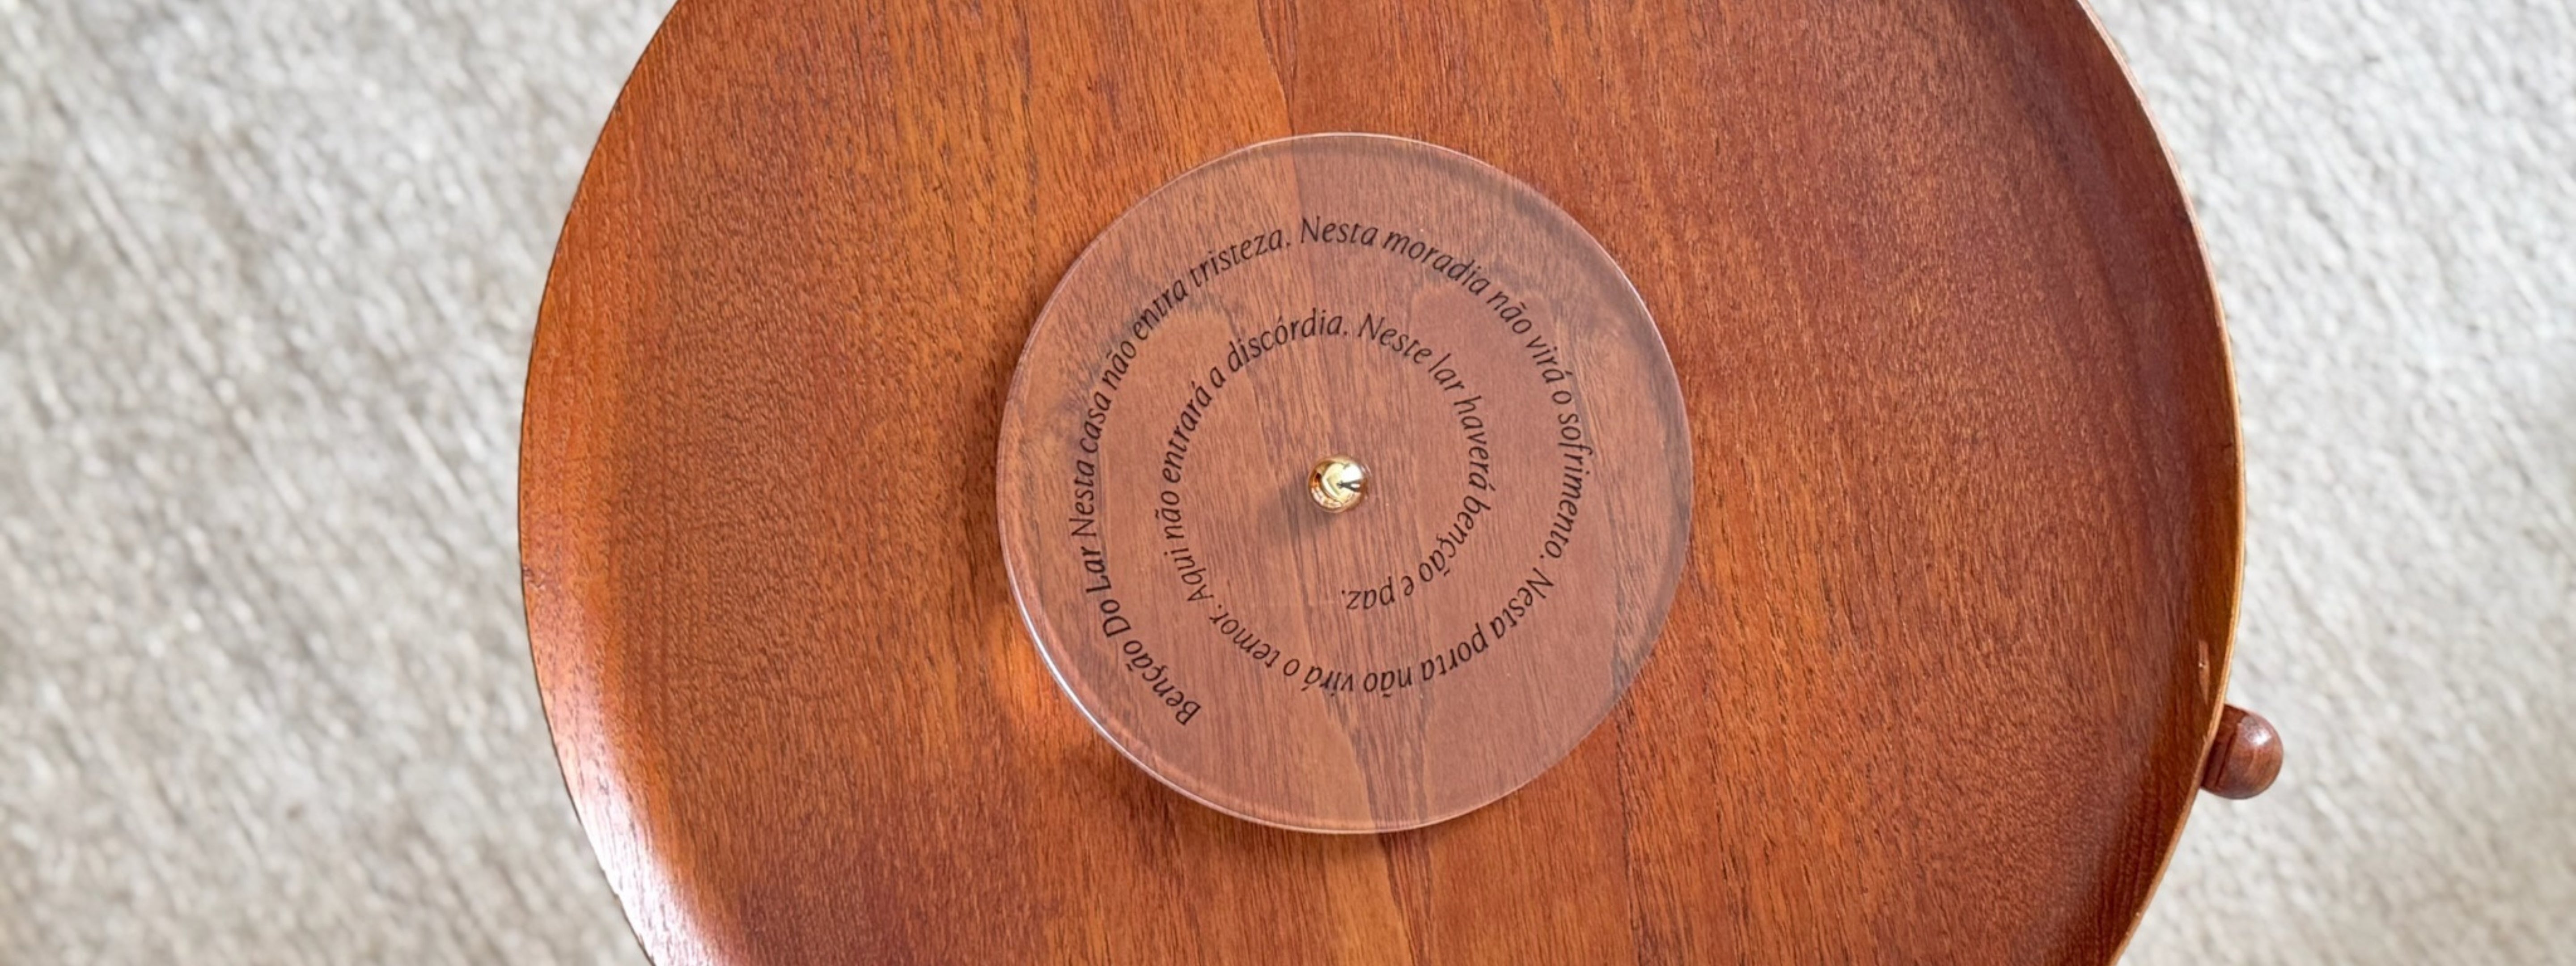 Benção Do Lar Nesta casa não entra tristeza. Nesta moradia não virá o sofrimento. Nesta porta não virá o temor. Aqui não entrará a discórdia. Neste lar haverá benção e paz.